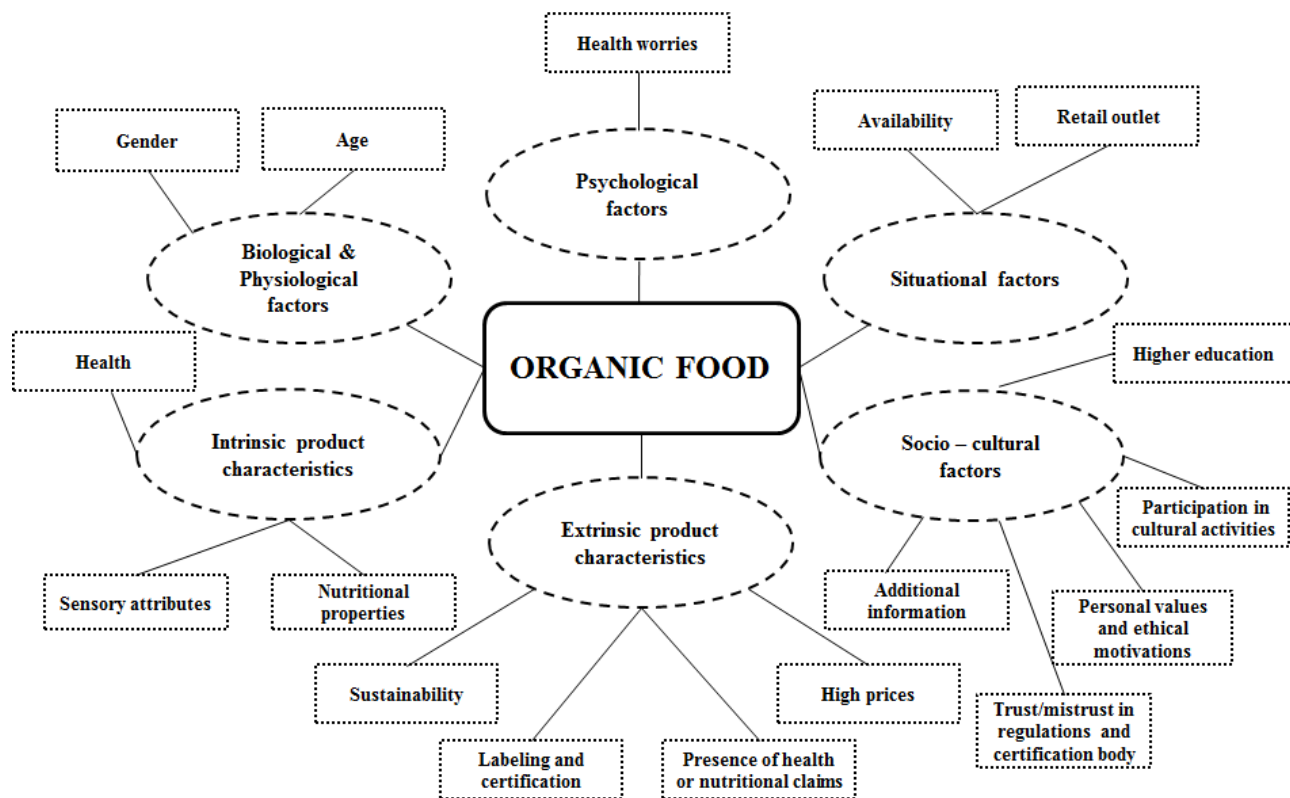 Health worries
Gender
Age
Availability
Retail outlet
Psychological
factors
Biological &
Physiological
factors
Situational factors
Health
ORGANIC FOOD
Higher education
Intrinsic product
characteristics
Socio – cultural
factors
Extrinsic product
characteristics
Participation in
cultural activities
Sensory attributes
Nutritional
properties
Additional
information
Personal values
and ethical
motivations
Sustainability
High prices
Trust/mistrust in
regulations and
certification body
Labeling and
certification
Presence of health
or nutritional claims